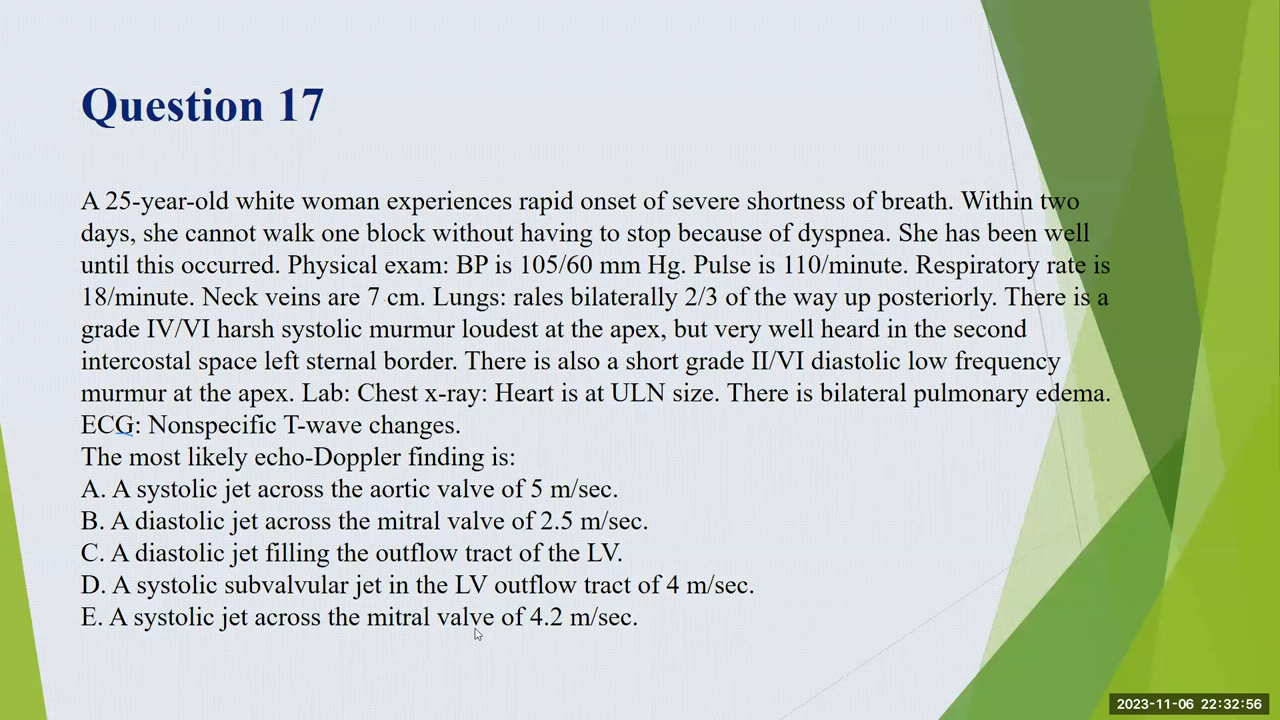 Question 17
A 25-year-old white woman experiences rapid onset of severe shortness of breath. Within two
days, she cannot walk one block without having to stop because of dyspnea. She has been well
until this occurred. Physical exam: BP is 105/60 mm Hg. Pulse is 110/minute. Respiratory rate is
18/minute. Neck veins are 7 cm. Lungs: rales bilaterally 2/3 of the way up posteriorly. There is a
grade IV/VI harsh systolic murmur loudest at the apex, but very well heard in the second
intercostal space left sternal border. There is also a short grade II/VI diastolic low frequency
murmur at the apex. Lab: Chest x-ray: Heart is at ULN size. There is bilateral pulmonary edema.
ECG: Nonspecific T-wave changes.
The most likely echo-Doppler finding is:
A. A systolic jet across the aortic valve of 5 m/sec.
B. A diastolic jet across the mitral valve of 2.5 m/sec.
C. A diastolic jet filling the outflow tract of the LV.
D. A systolic subvalvular jet in the LV outflow tract of 4 m/sec.
E. A systolic jet across the mitral valve of 4.2 m/sec.
2023-11-06 22:32:56